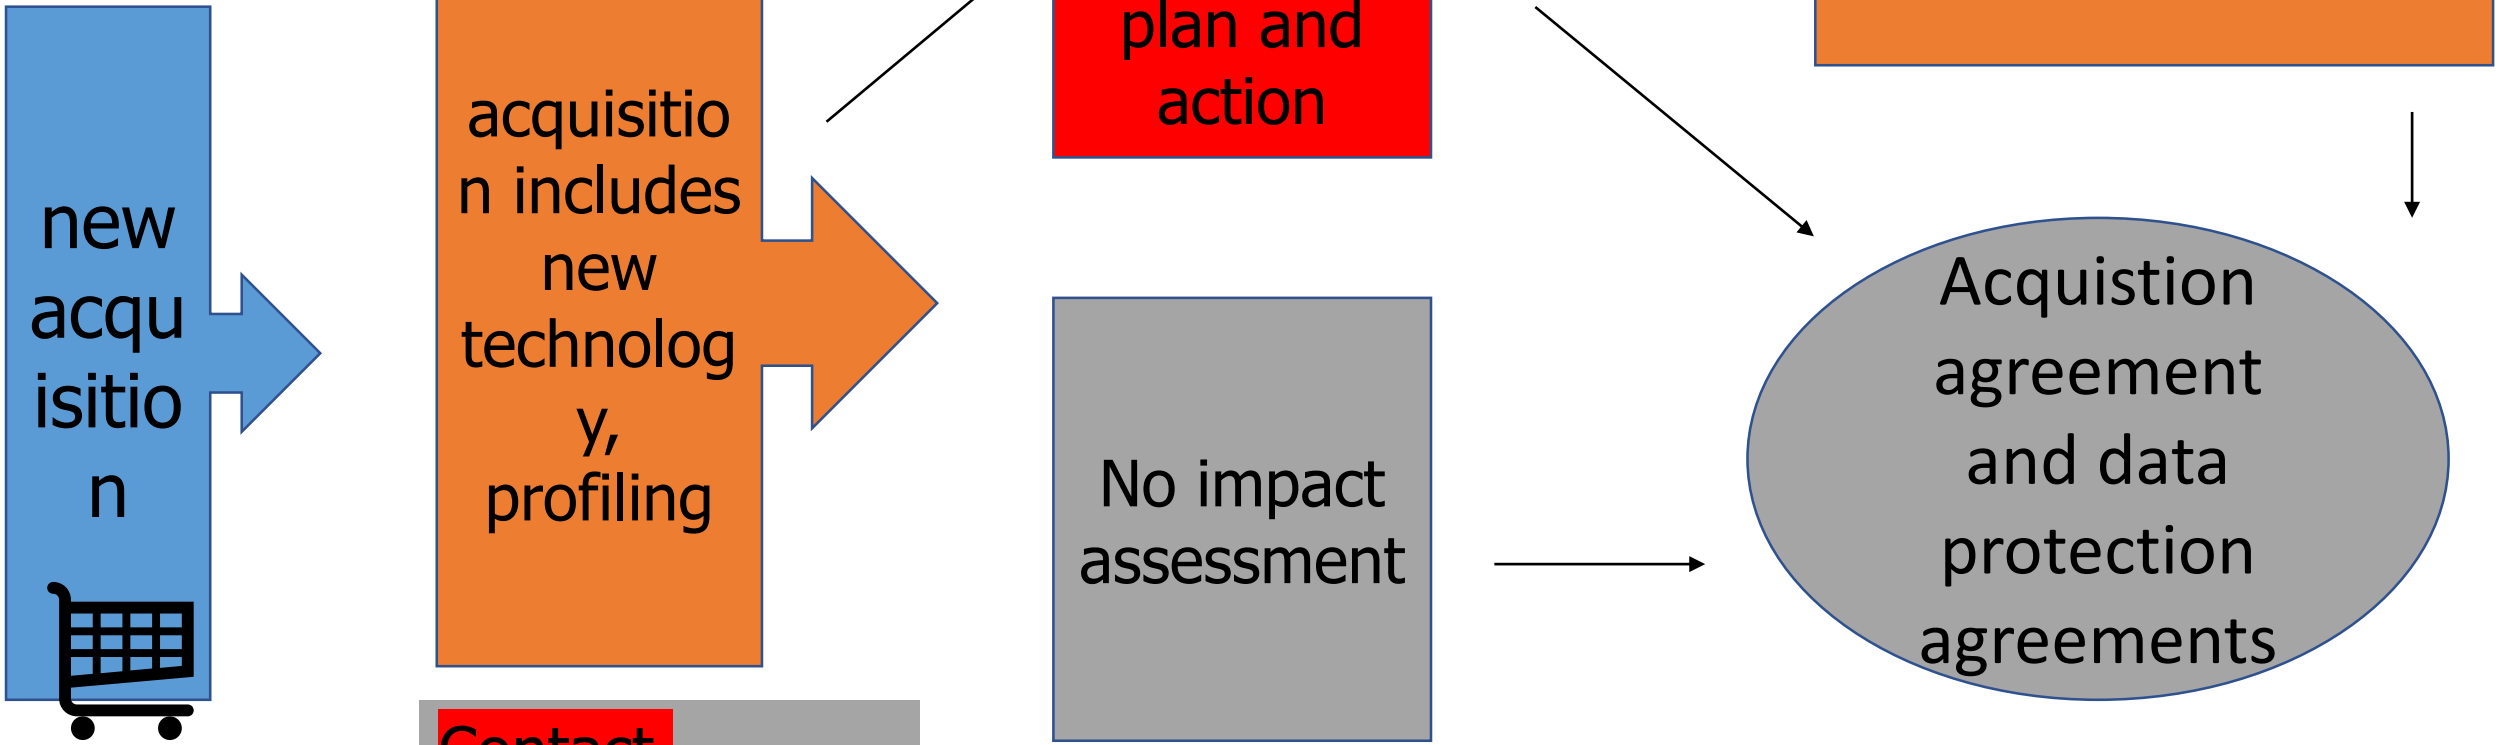 new
acqu
isitio
n
acquisitio
n includes
new
technolog
y,
profiling
plan and
action
No impact
assessment
Acquistion
agreement
and data
protection
agreements
Contact